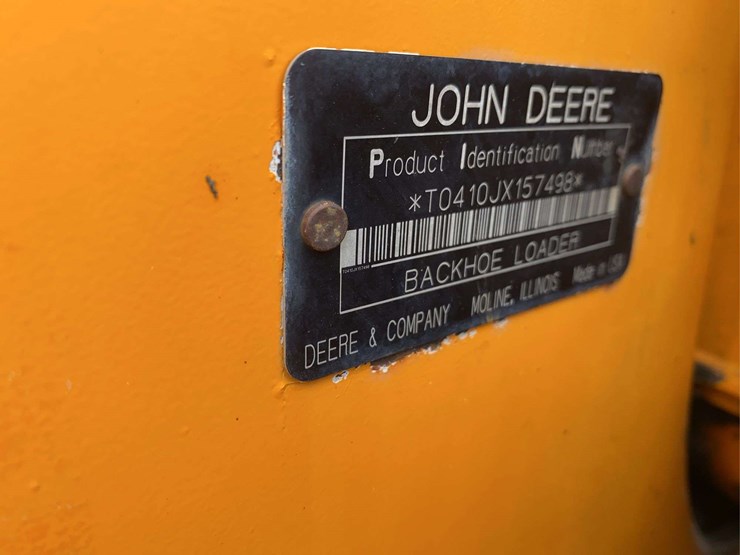 JOHN DEERE
Product Identification Number
*T0410JX157498*
BACKHOE LOADER
DEERE & COMPANY MOLINE, ILLINOIS Made in USA